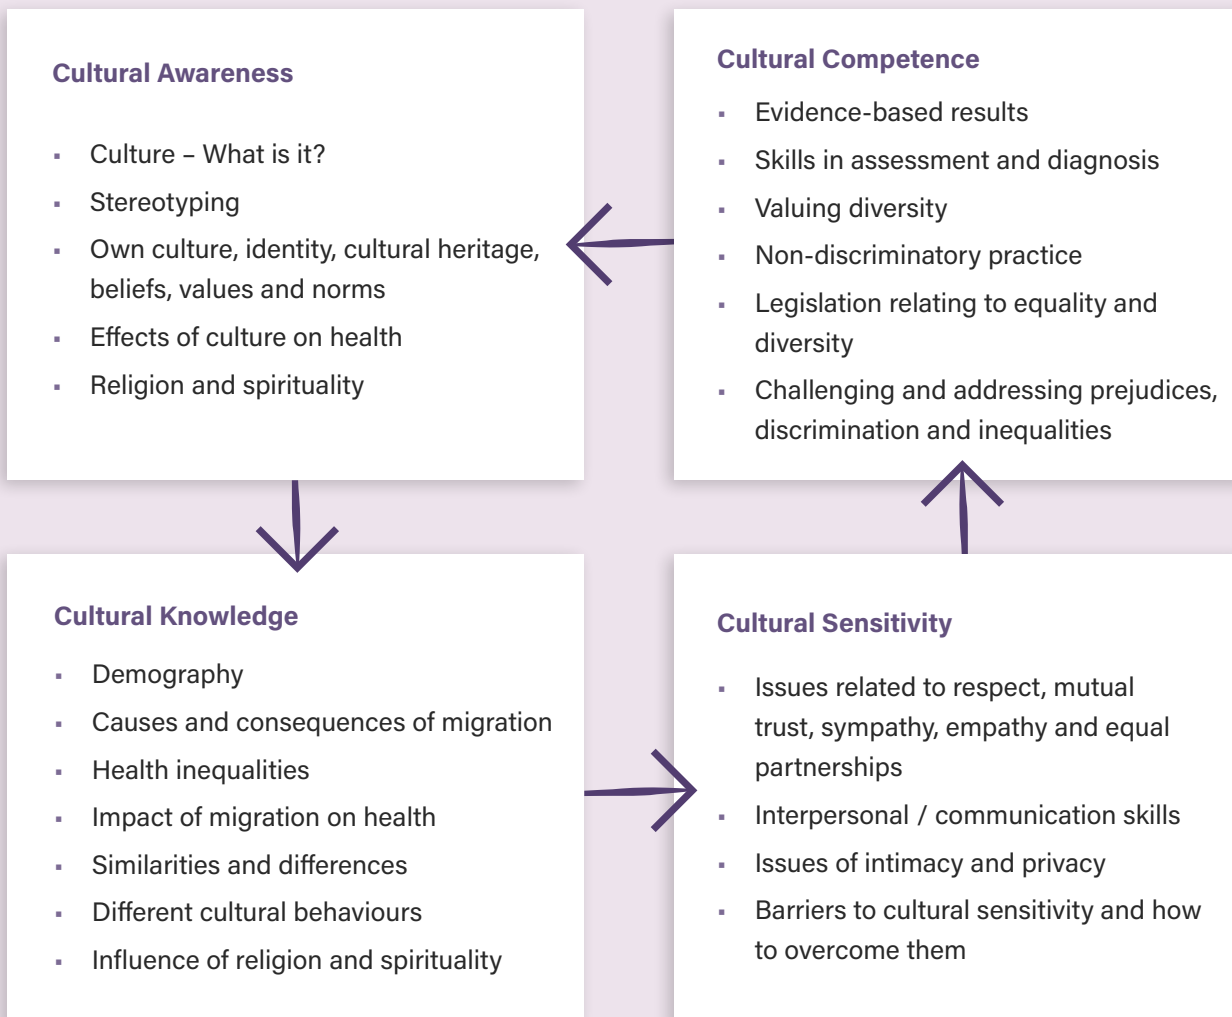 Cultural Awareness
▪ Culture – What is it?
▪ Stereotyping
▪ Own culture, identity, cultural heritage,
beliefs, values and norms
▪ Effects of culture on health
▪ Religion and spirituality
Cultural Competence
▪ Evidence-based results
▪ Skills in assessment and diagnosis
▪ Valuing diversity
▪ Non-discriminatory practice
▪ Legislation relating to equality and
diversity
▪ Challenging and addressing prejudices,
discrimination and inequalities
Cultural Knowledge
▪ Demography
▪ Causes and consequences of migration
▪ Health inequalities
▪ Impact of migration on health
▪ Similarities and differences
▪ Different cultural behaviours
▪ Influence of religion and spirituality
Cultural Sensitivity
▪ Issues related to respect, mutual
trust, sympathy, empathy and equal
partnerships
▪ Interpersonal / communication skills
▪ Issues of intimacy and privacy
▪ Barriers to cultural sensitivity and how
to overcome them